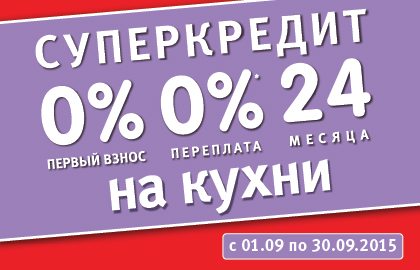 СУПЕРКРЕДИТ
0% 0%* 24
ПЕРВЫЙ ВЗНОС ПЕРЕПЛАТА МЕСЯЦА
на кухни
с 01.09 по 30.09.2015